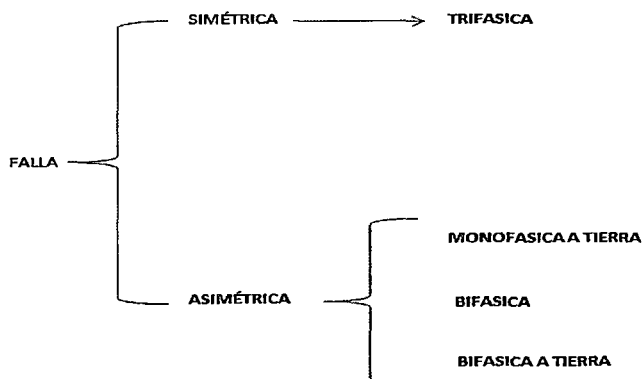 SIMÉTRICA TRIFASICA
FALLA
MONOFASICA A TIERRA
ASIMÉTRICA BIFASICA
BIFASICA A TIERRA